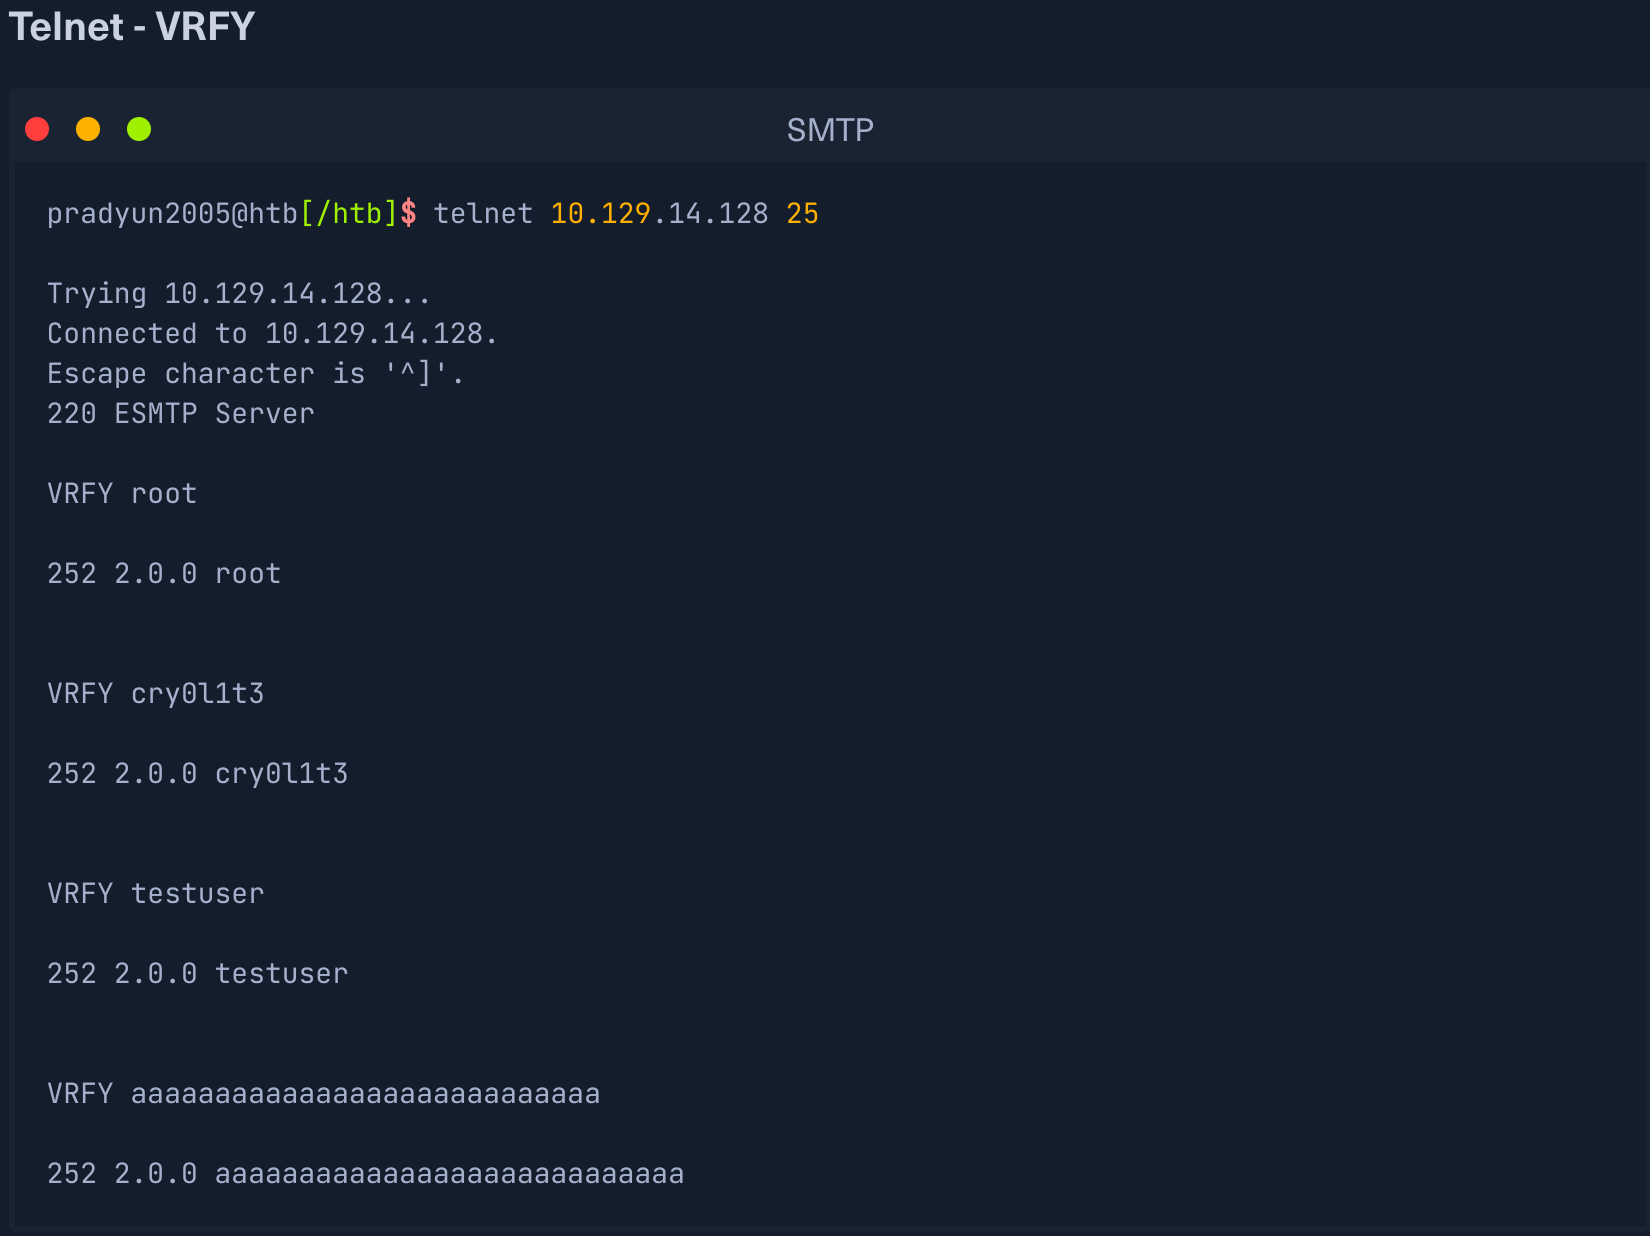 Telnet - VRFY
SMTP
pradyun2005@htb[/htb]$ telnet 10.129.14.128 25
Trying 10.129.14.128...
Connected to 10.129.14.128.
Escape character is '^]'.
220 ESMTP Server
VRFY root
252 2.0.0 root
VRFY cry0l1t3
252 2.0.0 cry0l1t3
VRFY testuser
252 2.0.0 testuser
VRFY aaaaaaaaaaaaaaaaaaaaaaaaaaaa
252 2.0.0 aaaaaaaaaaaaaaaaaaaaaaaaaaaa